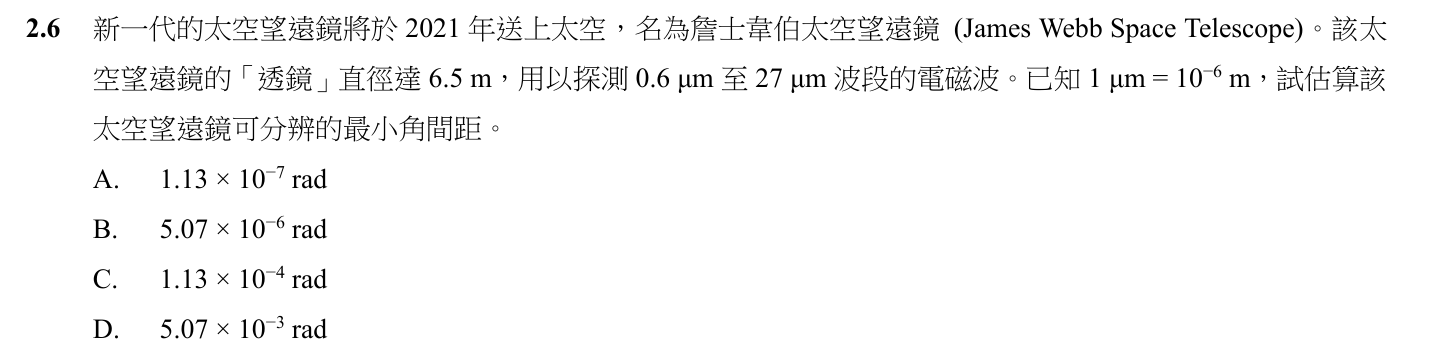 2.6 新一代的太空望遠鏡將於 2021 年送上太空，名為詹士韋伯太空望遠鏡 (James Webb Space Telescope)。該太
空望遠鏡的「透鏡」直徑達 6.5 m，用以探測 0.6 μm 至 27 μm 波段的電磁波。已知 1 μm = 10⁻⁶ m，試估算該
太空望遠鏡可分辨的最小角間距。
A. 1.13 × 10⁻⁷ rad
B. 5.07 × 10⁻⁶ rad
C. 1.13 × 10⁻⁴ rad
D. 5.07 × 10⁻³ rad